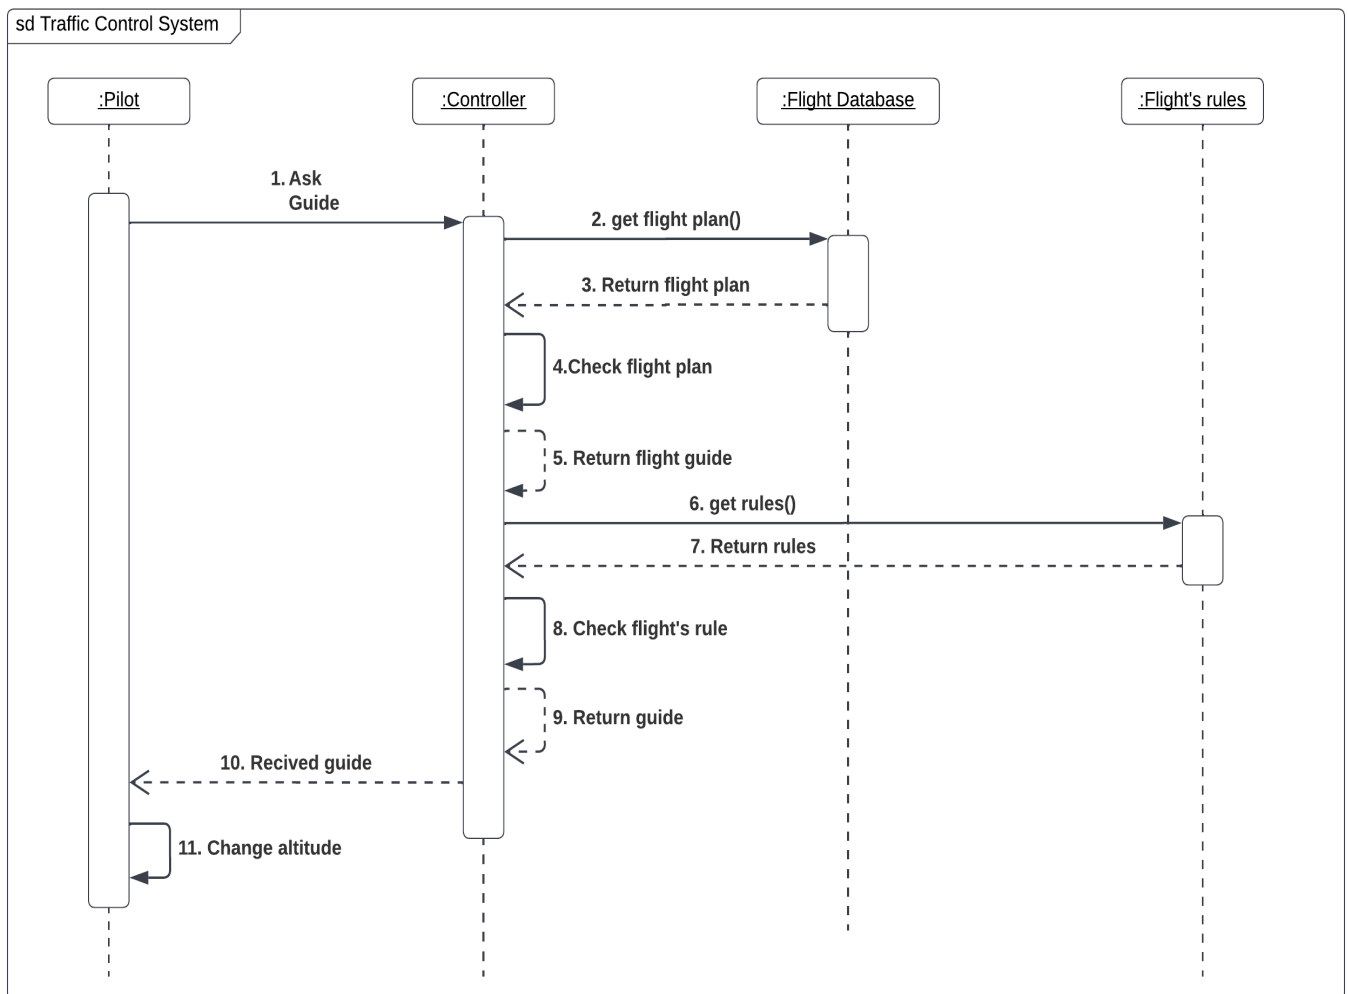 sd Traffic Control System
:Pilot
:Controller
:Flight Database
:Flight's rules
1. Ask
Guide
2. get flight plan()
3. Return flight plan
4.Check flight plan
5. Return flight guide
6. get rules()
7. Return rules
8. Check flight's rule
9. Return guide
10. Recived guide
11. Change altitude